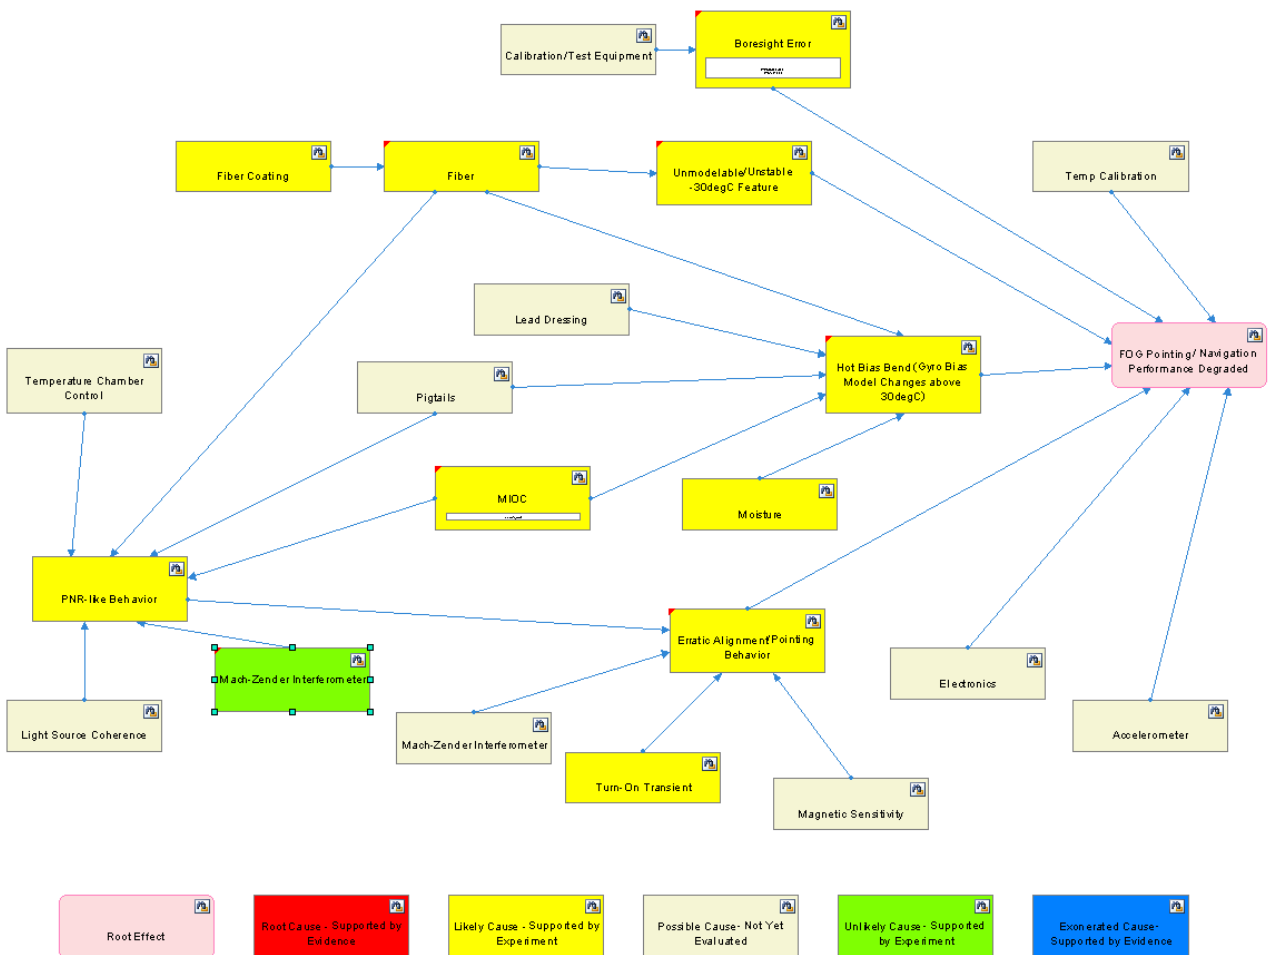 Calibration/Test Equipment
Boresight Error
Fiber Coating
Fiber
Unmodelable/Unstable
-30degC Feature
Temp Calibration
Lead Dressing
Temperature Chamber
Control
Pigtails
Hot Bias Bend (Gyro Bias
Model Changes above
30degC)
FOG Pointing/ Navigation
Performance Degraded
MIOC
Moisture
PNR-like Behavior
Erratic Alignment/Pointing
Behavior
Mach-Zender Interferometer
Electronics
Light Source Coherence
Mach-Zender Interferometer
Accelerometer
Turn-On Transient
Magnetic Sensitivity
Root Effect
Root Cause - Supported by
Evidence
Likely Cause - Supported by
Experiment
Possible Cause- Not Yet
Evaluated
Unlikely Cause - Supported
by Experiment
Exonerated Cause-
Supported by Evidence